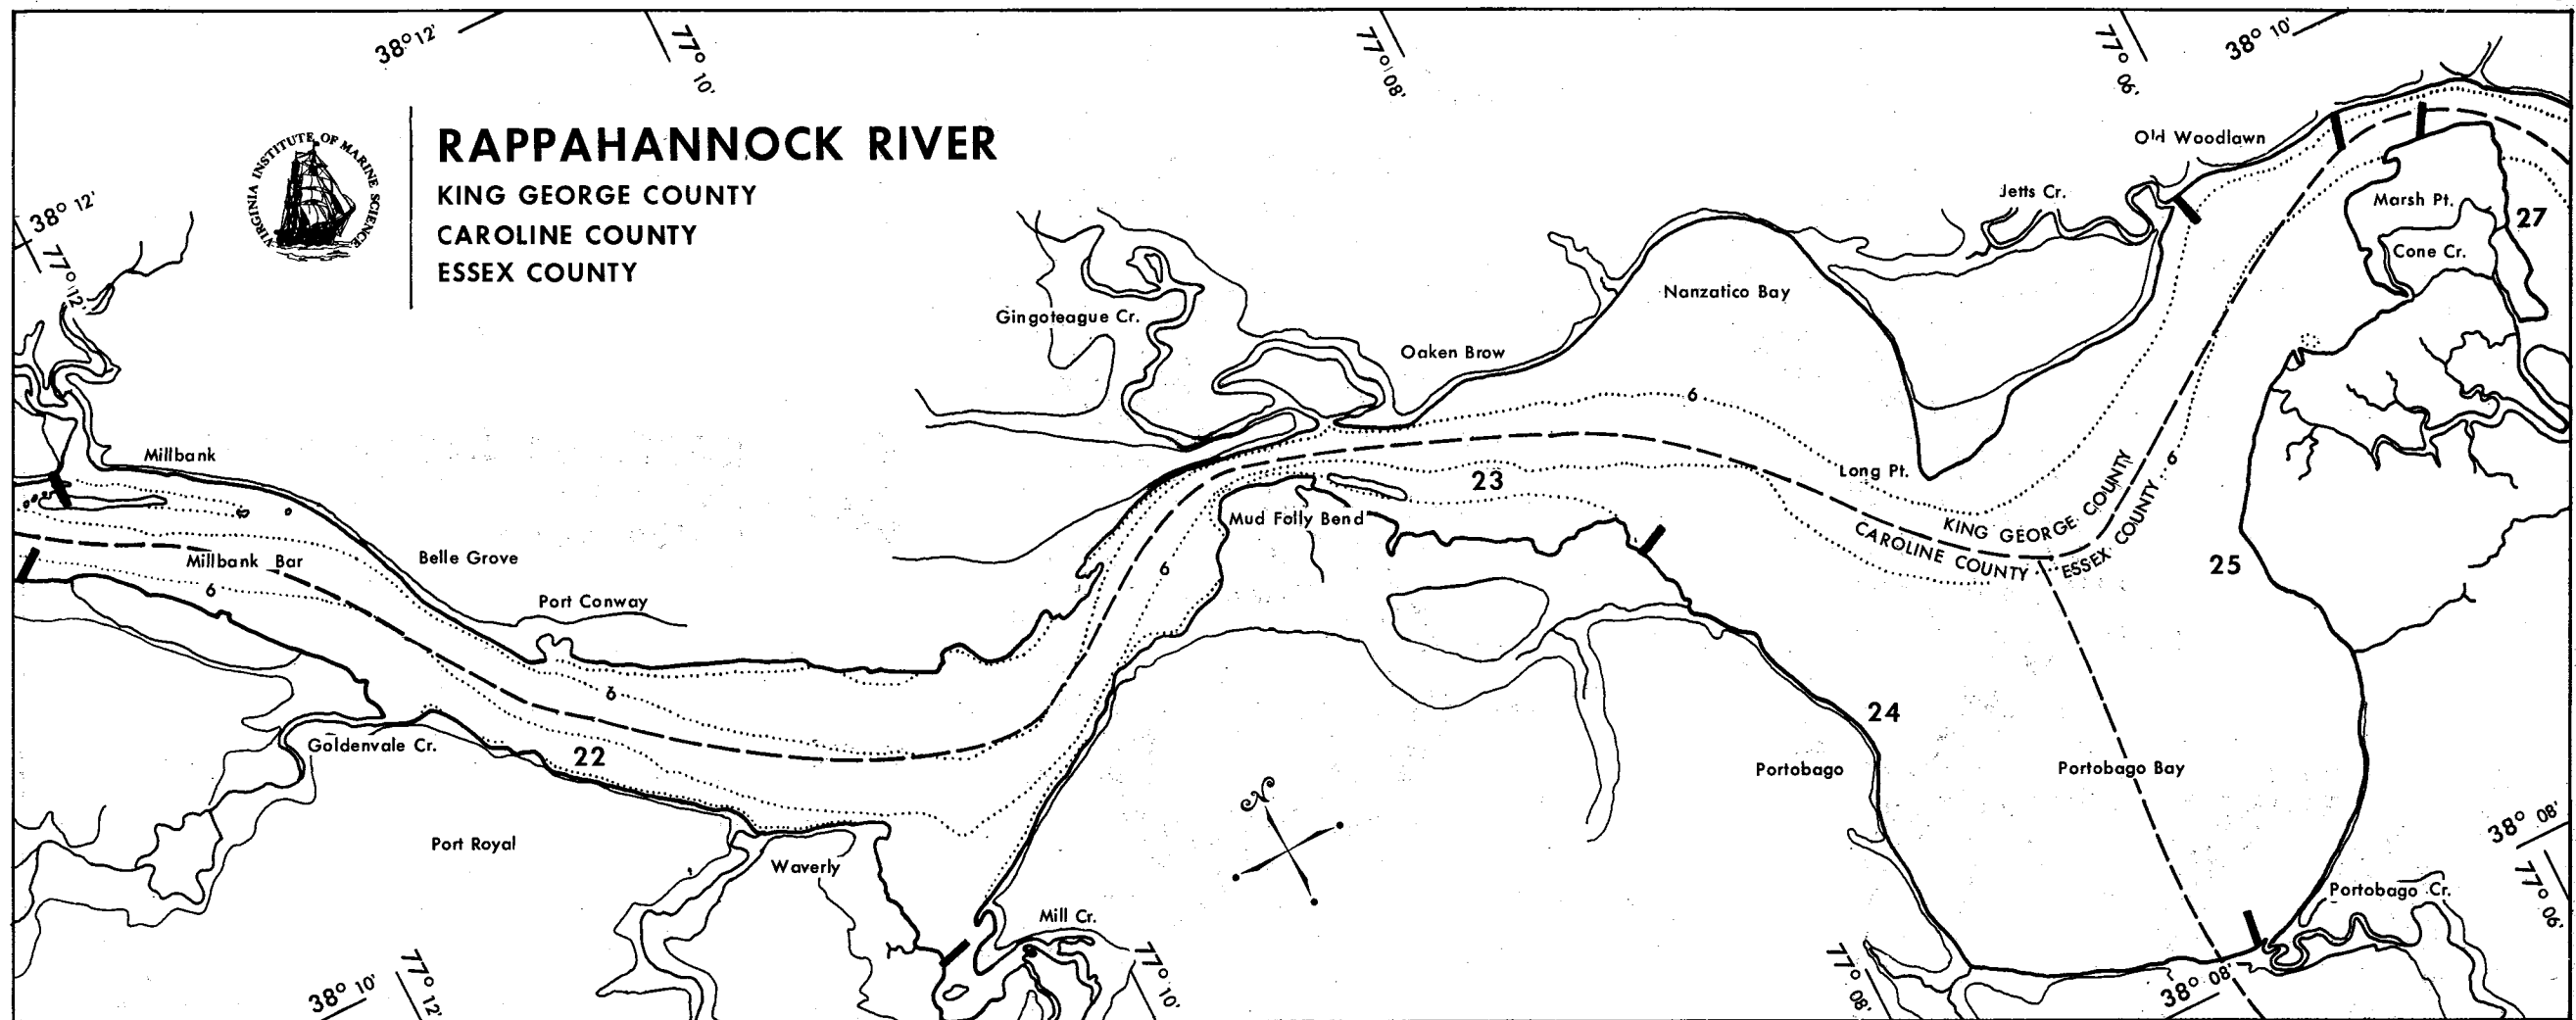 38° 12'
77° 10'
77° 08'
77° 06'
38° 10'
VIRGINIA INSTITUTE OF MARINE SCIENCE
RAPPAHANNOCK RIVER
KING GEORGE COUNTY
CAROLINE COUNTY
ESSEX COUNTY
38° 12'
77° 12'
Old Woodlawn
Jetts Cr.
Marsh Pt.
27
Cone Cr.
Gingoteague Cr.
Nanzatico Bay
Oaken Brow
6
Millbank
Long Pt.
6
23
Mud Folly Bend
KING GEORGE COUNTY
CAROLINE COUNTY
ESSEX COUNTY
Millbank Bar
Belle Grove
6
6
25
Port Conway
6
24
Goldenvale Cr.
22
Portobago
Portobago Bay
N
Port Royal
Waverly
38° 08'
77° 06'
Portobago Cr.
Mill Cr.
38° 10'
77° 12'
77° 10'
77° 08'
38° 08'